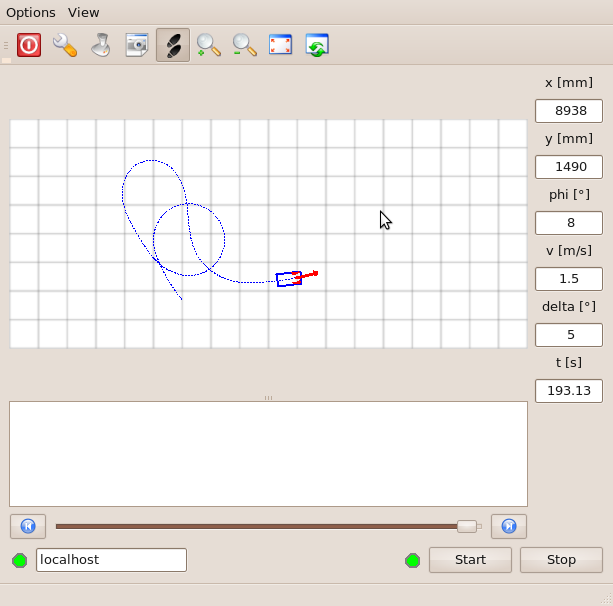 Options View
x [mm]
8938
y [mm]
1490
phi [°]
8
v [m/s]
1.5
delta [°]
5
t [s]
193.13
localhost
Start
Stop